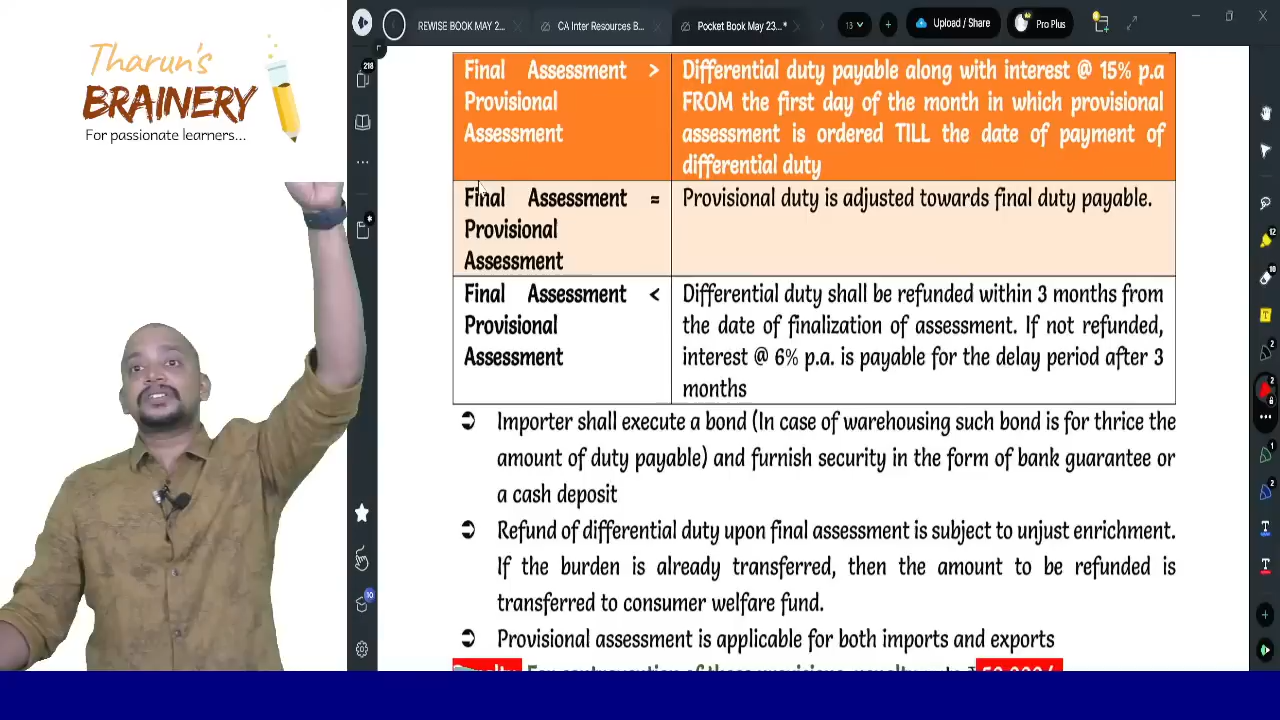 Tharun's
BRAINERY
For passionate learners...
REWISE BOOK MAY 2...
CA Inter Resources B...
Pocket Book May 23...*
13
Upload / Share
Pro Plus
218
Final Assessment >
Provisional
Assessment
Differential duty payable along with interest @ 15% p.a
FROM the first day of the month in which provisional
assessment is ordered TILL the date of payment of
differential duty
Final Assessment =
Provisional
Assessment
Provisional duty is adjusted towards final duty payable.
Final Assessment <
Provisional
Assessment
Differential duty shall be refunded within 3 months from
the date of finalization of assessment. If not refunded,
interest @ 6% p.a. is payable for the delay period after 3
months
Importer shall execute a bond (In case of warehousing such bond is for thrice the
amount of duty payable) and furnish security in the form of bank guarantee or
a cash deposit
Refund of differential duty upon final assessment is subject to unjust enrichment.
If the burden is already transferred, then the amount to be refunded is
transferred to consumer welfare fund.
Provisional assessment is applicable for both imports and exports